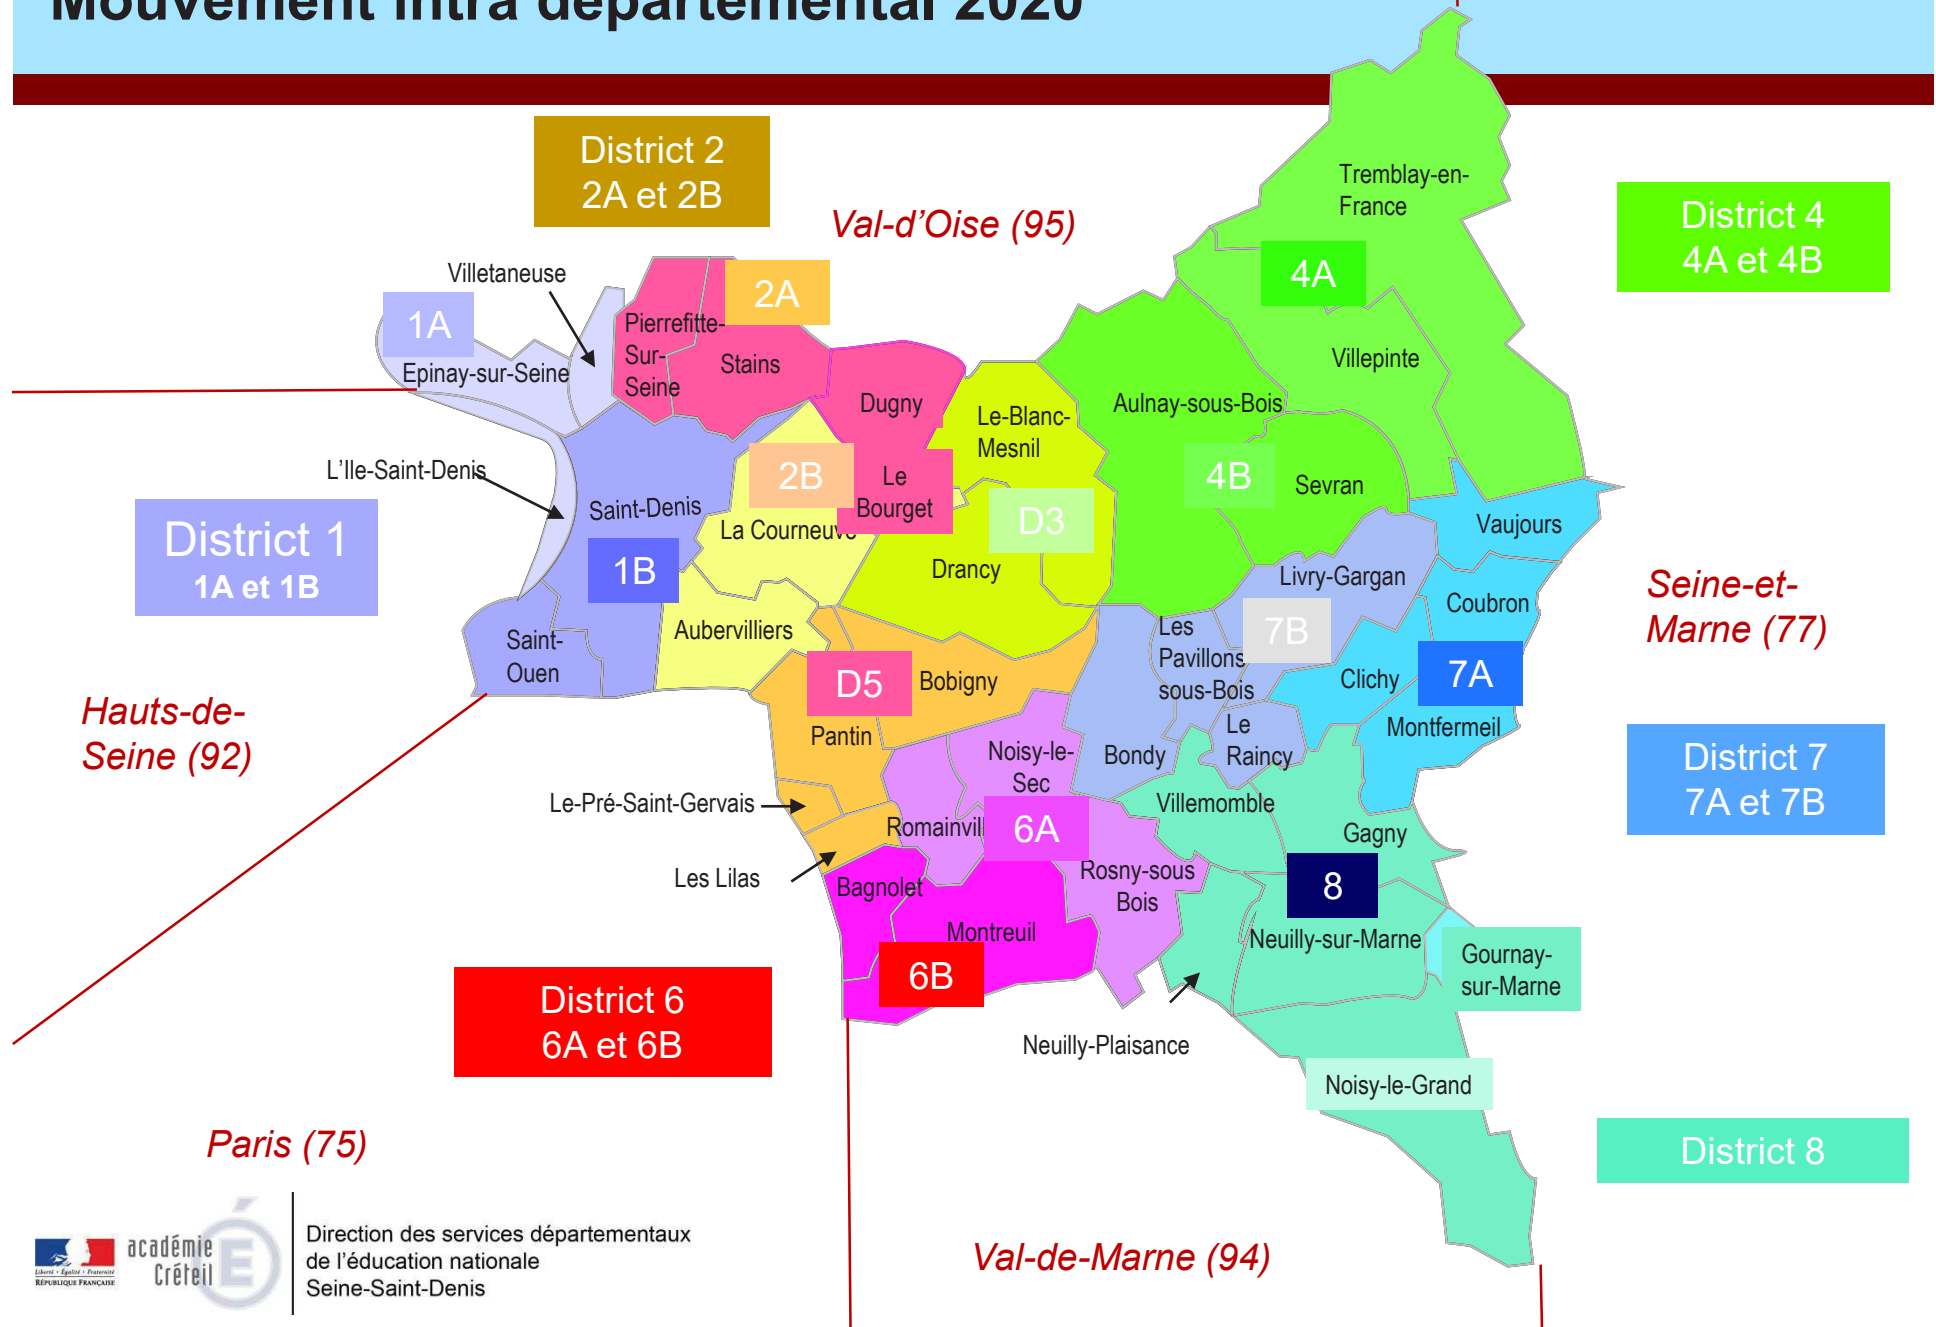 Mouvement intra départemental 2020
District 2
2A et 2B
Val-d'Oise (95)
Tremblay-en-
France
District 4
4A et 4B
4A
Villetaneuse
2A
1A
Pierrefitte-
Sur-
Seine
Stains
Epinay-sur-Seine
Villepinte
Dugny
Le-Blanc-
Mesnil
Aulnay-sous-Bois
L'Ile-Saint-Denis
2B
Le
Bourget
4B
Sevran
Saint-Denis
La Courneuve
D3
Vaujours
District 1
1A et 1B
1B
Drancy
Livry-Gargan
Coubron
Seine-et-
Marne (77)
Aubervilliers
Saint-
Ouen
Les
Pavillons
sous-Bois
7B
D5
Bobigny
Clichy
7A
Hauts-de-
Seine (92)
Pantin
Noisy-le-
Sec
Bondy
Le
Raincy
Montfermeil
District 7
7A et 7B
Le-Pré-Saint-Gervais
Villemomble
Romainvill
6A
Gagny
Les Lilas
Bagnolet
Rosny-sous
Bois
8
Montreuil
Neuilly-sur-Marne
6B
Gournay-
sur-Marne
District 6
6A et 6B
Neuilly-Plaisance
Noisy-le-Grand
Paris (75)
District 8
Val-de-Marne (94)
Liberté • Égalité • Fraternité
RÉPUBLIQUE FRANÇAISE
académie
Créteil
É
Direction des services départementaux
de l'éducation nationale
Seine-Saint-Denis